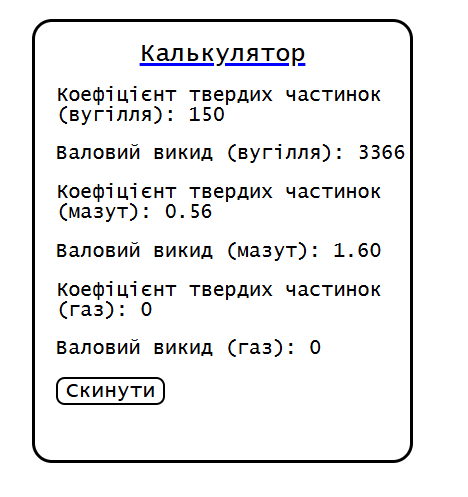 Калькулятор
Коефіцієнт твердих частинок
(вугілля): 150
Валовий викид (вугілля): 3366
Коефіцієнт твердих частинок
(мазут): 0.56
Валовий викид (мазут): 1.60
Коефіцієнт твердих частинок
(газ): 0
Валовий викид (газ): 0
Скинути